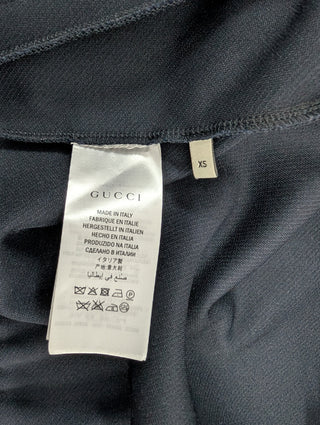 GUCCI
MADE IN ITALY
FABRIQUE EN ITALIE
HERGESTELLT IN ITALIEN
HECHO EN ITALIA
PRODUZIDO NA ITALIA
СДЕЛАНО В ИТАЛИИ
イタリア製
产地:意大利
صنع في إيطاليا
XS